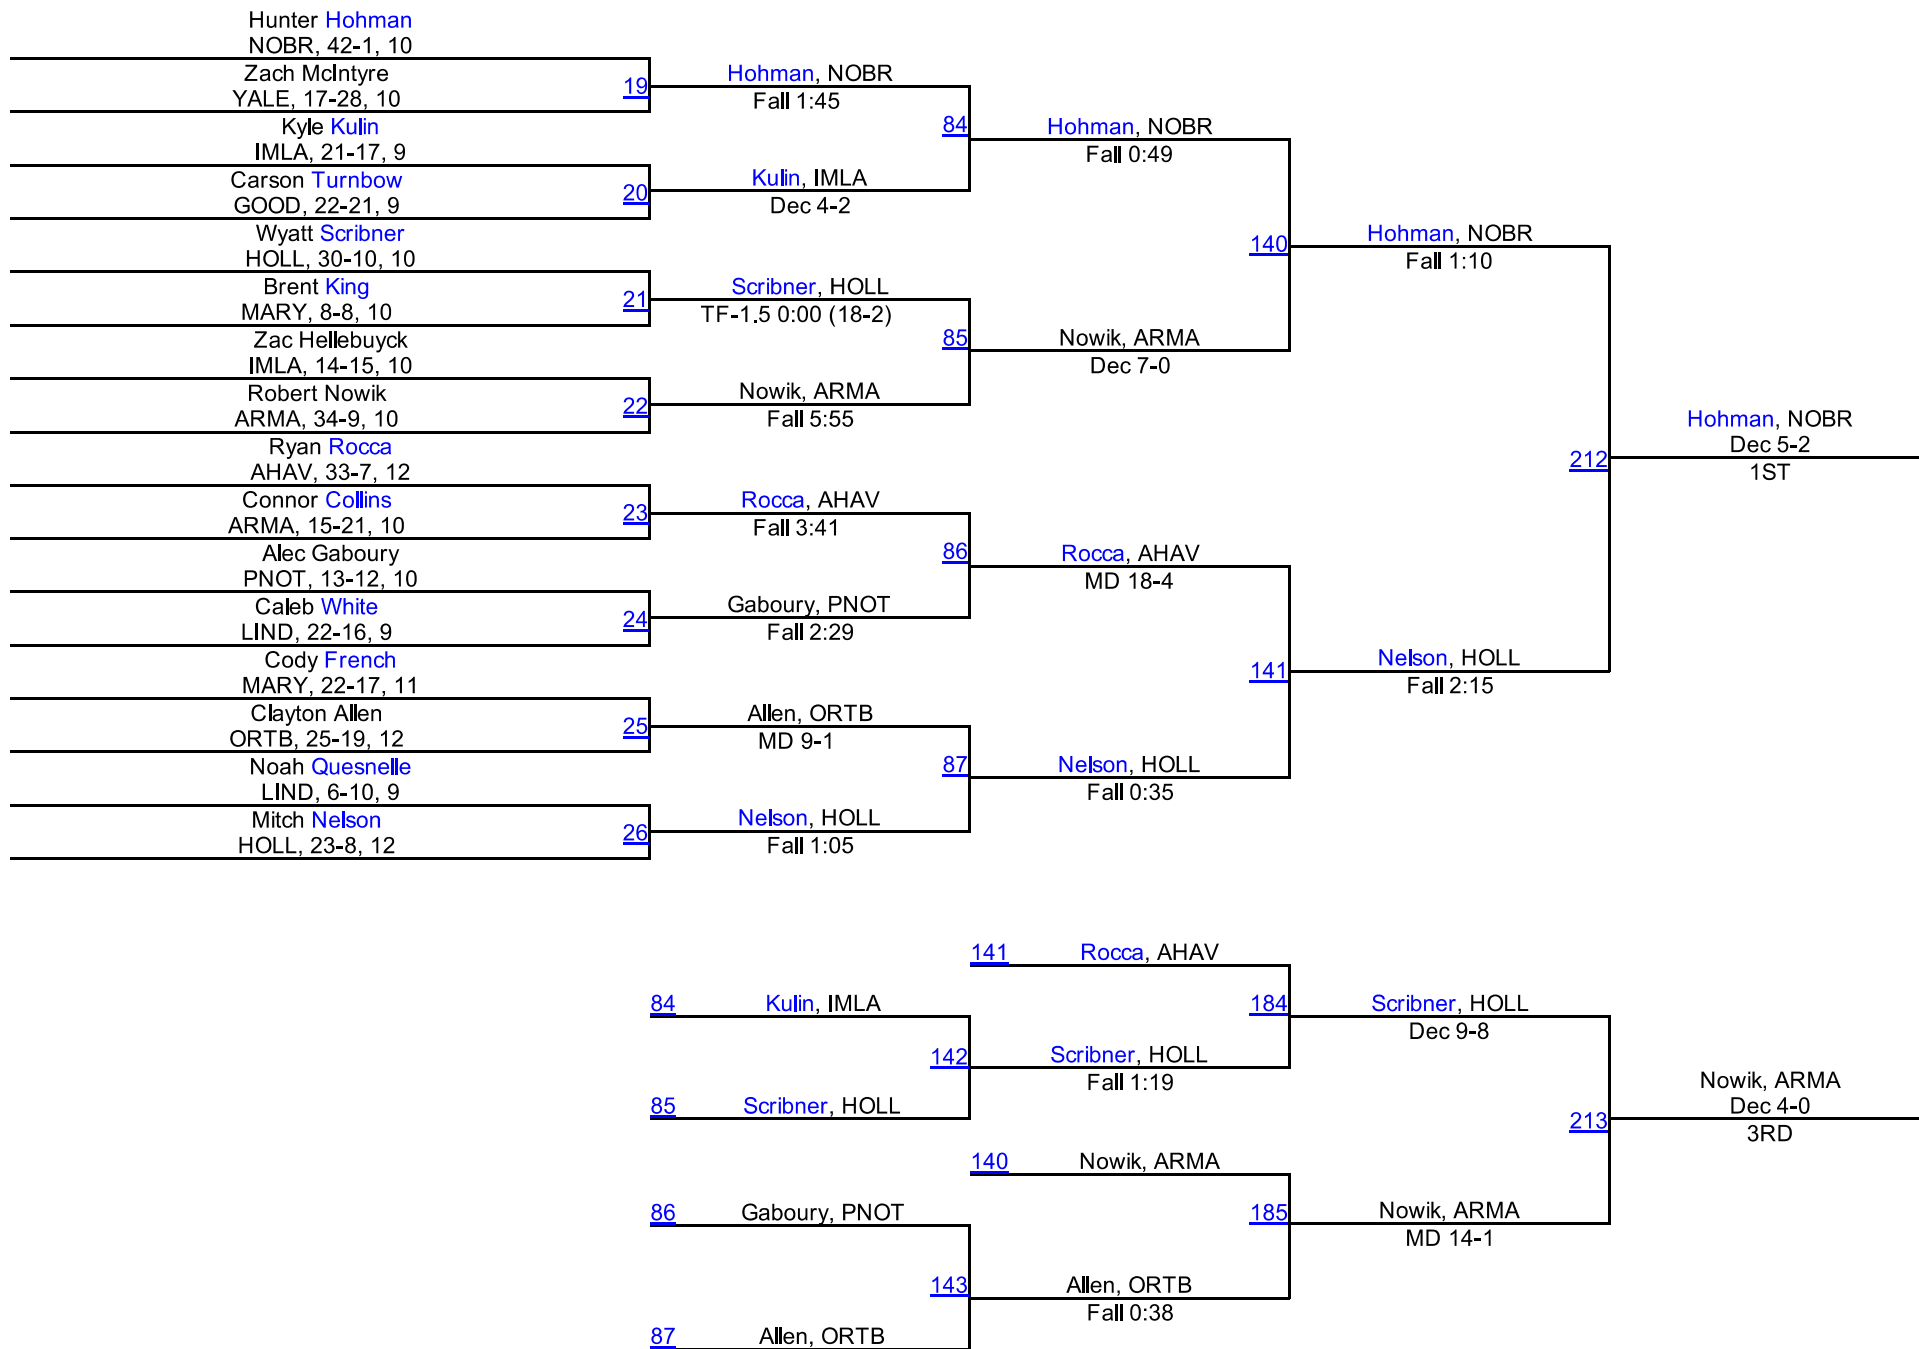 Hunter Hohman
NOBR, 42-1, 10
Zach McIntyre
YALE, 17-28, 10
19
Hohman, NOBR
Fall 1:45
Kyle Kulin
IMLA, 21-17, 9
Carson Turnbow
GOOD, 22-21, 9
20
Kulin, IMLA
Dec 4-2
84
Hohman, NOBR
Fall 0:49
Wyatt Scribner
HOLL, 30-10, 10
Brent King
MARY, 8-8, 10
21
Scribner, HOLL
TF-1.5 0:00 (18-2)
Zac Hellebuyck
IMLA, 14-15, 10
Robert Nowik
ARMA, 34-9, 10
22
Nowik, ARMA
Fall 5:55
85
Nowik, ARMA
Dec 7-0
140
Hohman, NOBR
Fall 1:10
Ryan Rocca
AHAV, 33-7, 12
Connor Collins
ARMA, 15-21, 10
23
Rocca, AHAV
Fall 3:41
Alec Gaboury
PNOT, 13-12, 10
Caleb White
LIND, 22-16, 9
24
Gaboury, PNOT
Fall 2:29
86
Rocca, AHAV
MD 18-4
Cody French
MARY, 22-17, 11
Clayton Allen
ORTB, 25-19, 12
25
Allen, ORTB
MD 9-1
Noah Quesnelle
LIND, 6-10, 9
Mitch Nelson
HOLL, 23-8, 12
26
Nelson, HOLL
Fall 1:05
87
Nelson, HOLL
Fall 0:35
141
Nelson, HOLL
Fall 2:15
212
Hohman, NOBR
Dec 5-2
1ST
141
Rocca, AHAV
84
Kulin, IMLA
85
Scribner, HOLL
142
Scribner, HOLL
Fall 1:19
184
Scribner, HOLL
Dec 9-8
140
Nowik, ARMA
86
Gaboury, PNOT
87
Allen, ORTB
143
Allen, ORTB
Fall 0:38
185
Nowik, ARMA
MD 14-1
213
Nowik, ARMA
Dec 4-0
3RD